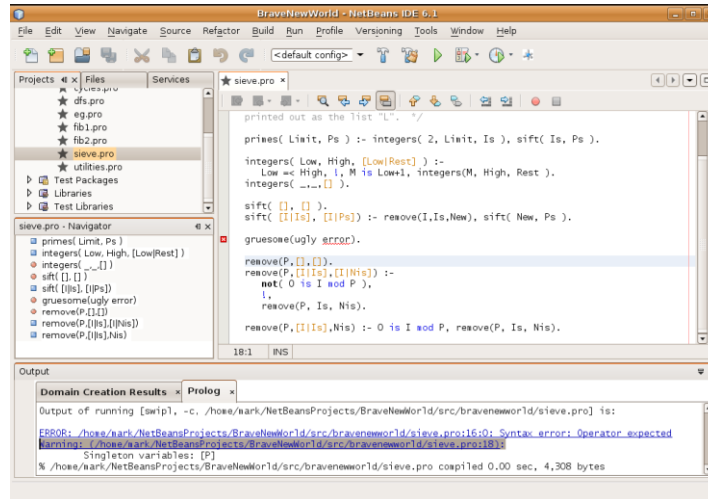 BraveNewWorld - NetBeans IDE 6.1
File Edit View Navigate Source Refactor Build Run Profile Versioning Tools Window Help
<default config>
Projects Files Services
cycles.pro
dfs.pro
eg.pro
fib1.pro
fib2.pro
sieve.pro
utilities.pro
Test Packages
Libraries
Test Libraries
sieve.pro - Navigator
primes( Limit, Ps )
integers( Low, High, [Low|Rest] )
integers( _,_,[] )
sift( [], [] )
sift( [I|Is], [I|Ps])
gruesome(ugly error)
remove(P,[],[])
remove(P,[I|Is],[I|Nis])
remove(P,[I|Is],Nis)
sieve.pro
printed out as the list "L". */
primes( Limit, Ps ) :- integers( 2, Limit, Is ), sift( Is, Ps ).
integers( Low, High, [Low|Rest] ) :-
Low =< High, !, M is Low+1, integers(M, High, Rest ).
integers( _,_,[] ).
sift( [], [] ).
sift( [I|Is], [I|Ps]) :- remove(I,Is,New), sift( New, Ps ).
gruesome(ugly error).
remove(P,[],[]).
remove(P,[I|Is],[I|Nis]) :-
not( 0 is I mod P ),
!,
remove(P, Is, Nis).
remove(P,[I|Is],Nis) :- 0 is I mod P, remove(P, Is, Nis).
18:1 INS
Output
Domain Creation Results Prolog
Output of running [swipl, -c, /home/mark/NetBeansProjects/BraveNewWorld/src/bravenewworld/sieve.pro] is:
ERROR: /home/mark/NetBeansProjects/BraveNewWorld/src/bravenewworld/sieve.pro:16:0: Syntax error: Operator expected
Warning: (/home/mark/NetBeansProjects/BraveNewWorld/src/bravenewworld/sieve.pro:18):
Singleton variables: [P]
% /home/mark/NetBeansProjects/BraveNewWorld/src/bravenewworld/sieve.pro compiled 0.00 sec, 4,308 bytes